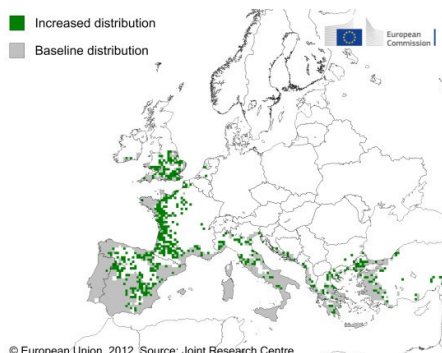 Increased distribution
Baseline distribution
European
Commission
© European Union, 2012. Source: Joint Research Centre